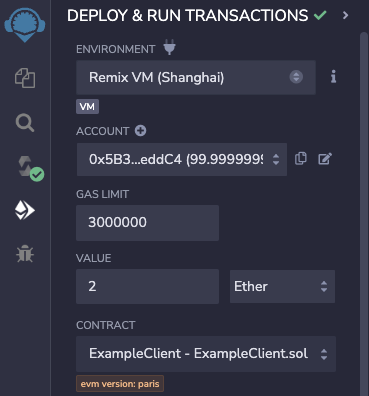 DEPLOY & RUN TRANSACTIONS
ENVIRONMENT
Remix VM (Shanghai)
VM
ACCOUNT
0x5B3...eddC4 (99.9999999
GAS LIMIT
3000000
VALUE
2 Ether
CONTRACT
ExampleClient - ExampleClient.sol
evm version: paris